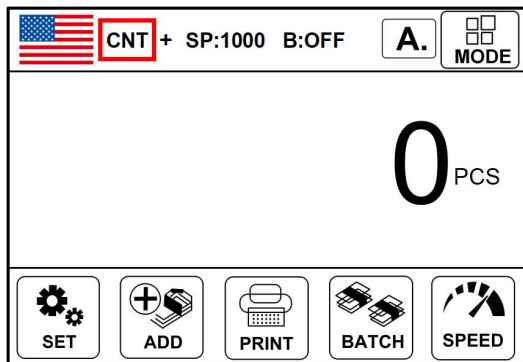 CNT + SP:1000 B:OFF A. MODE
0 PCS
SET ADD PRINT BATCH SPEED